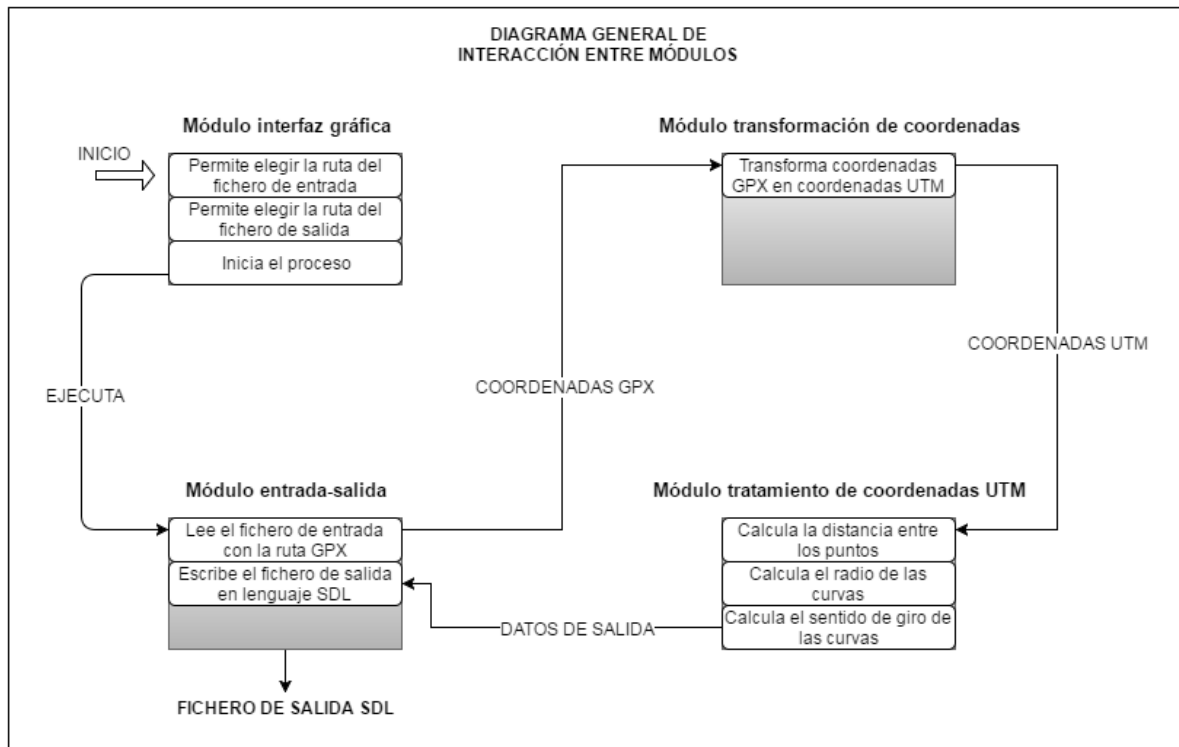 DIAGRAMA GENERAL DE
INTERACCIÓN ENTRE MÓDULOS
Módulo interfaz gráfica
INICIO
Permite elegir la ruta del
fichero de entrada
Permite elegir la ruta del
fichero de salida
Inicia el proceso
EJECUTA
Módulo transformación de coordenadas
Transforma coordenadas
GPX en coordenadas UTM
COORDENADAS GPX
COORDENADAS UTM
Módulo entrada-salida
Lee el fichero de entrada
con la ruta GPX
Escribe el fichero de salida
en lenguaje SDL
Módulo tratamiento de coordenadas UTM
Calcula la distancia entre
los puntos
Calcula el radio de las
curvas
Calcula el sentido de giro de
las curvas
DATOS DE SALIDA
FICHERO DE SALIDA SDL